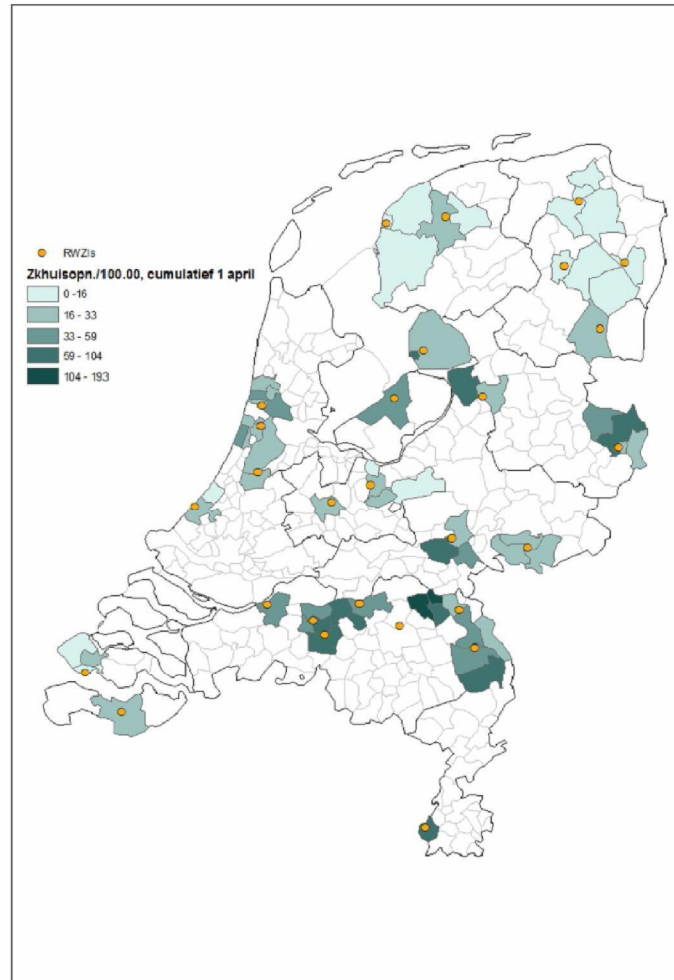 RWZIs
Zkhuisopn./100.00, cumulatief 1 april
0 -16
16 - 33
33 - 59
59 - 104
104 - 193